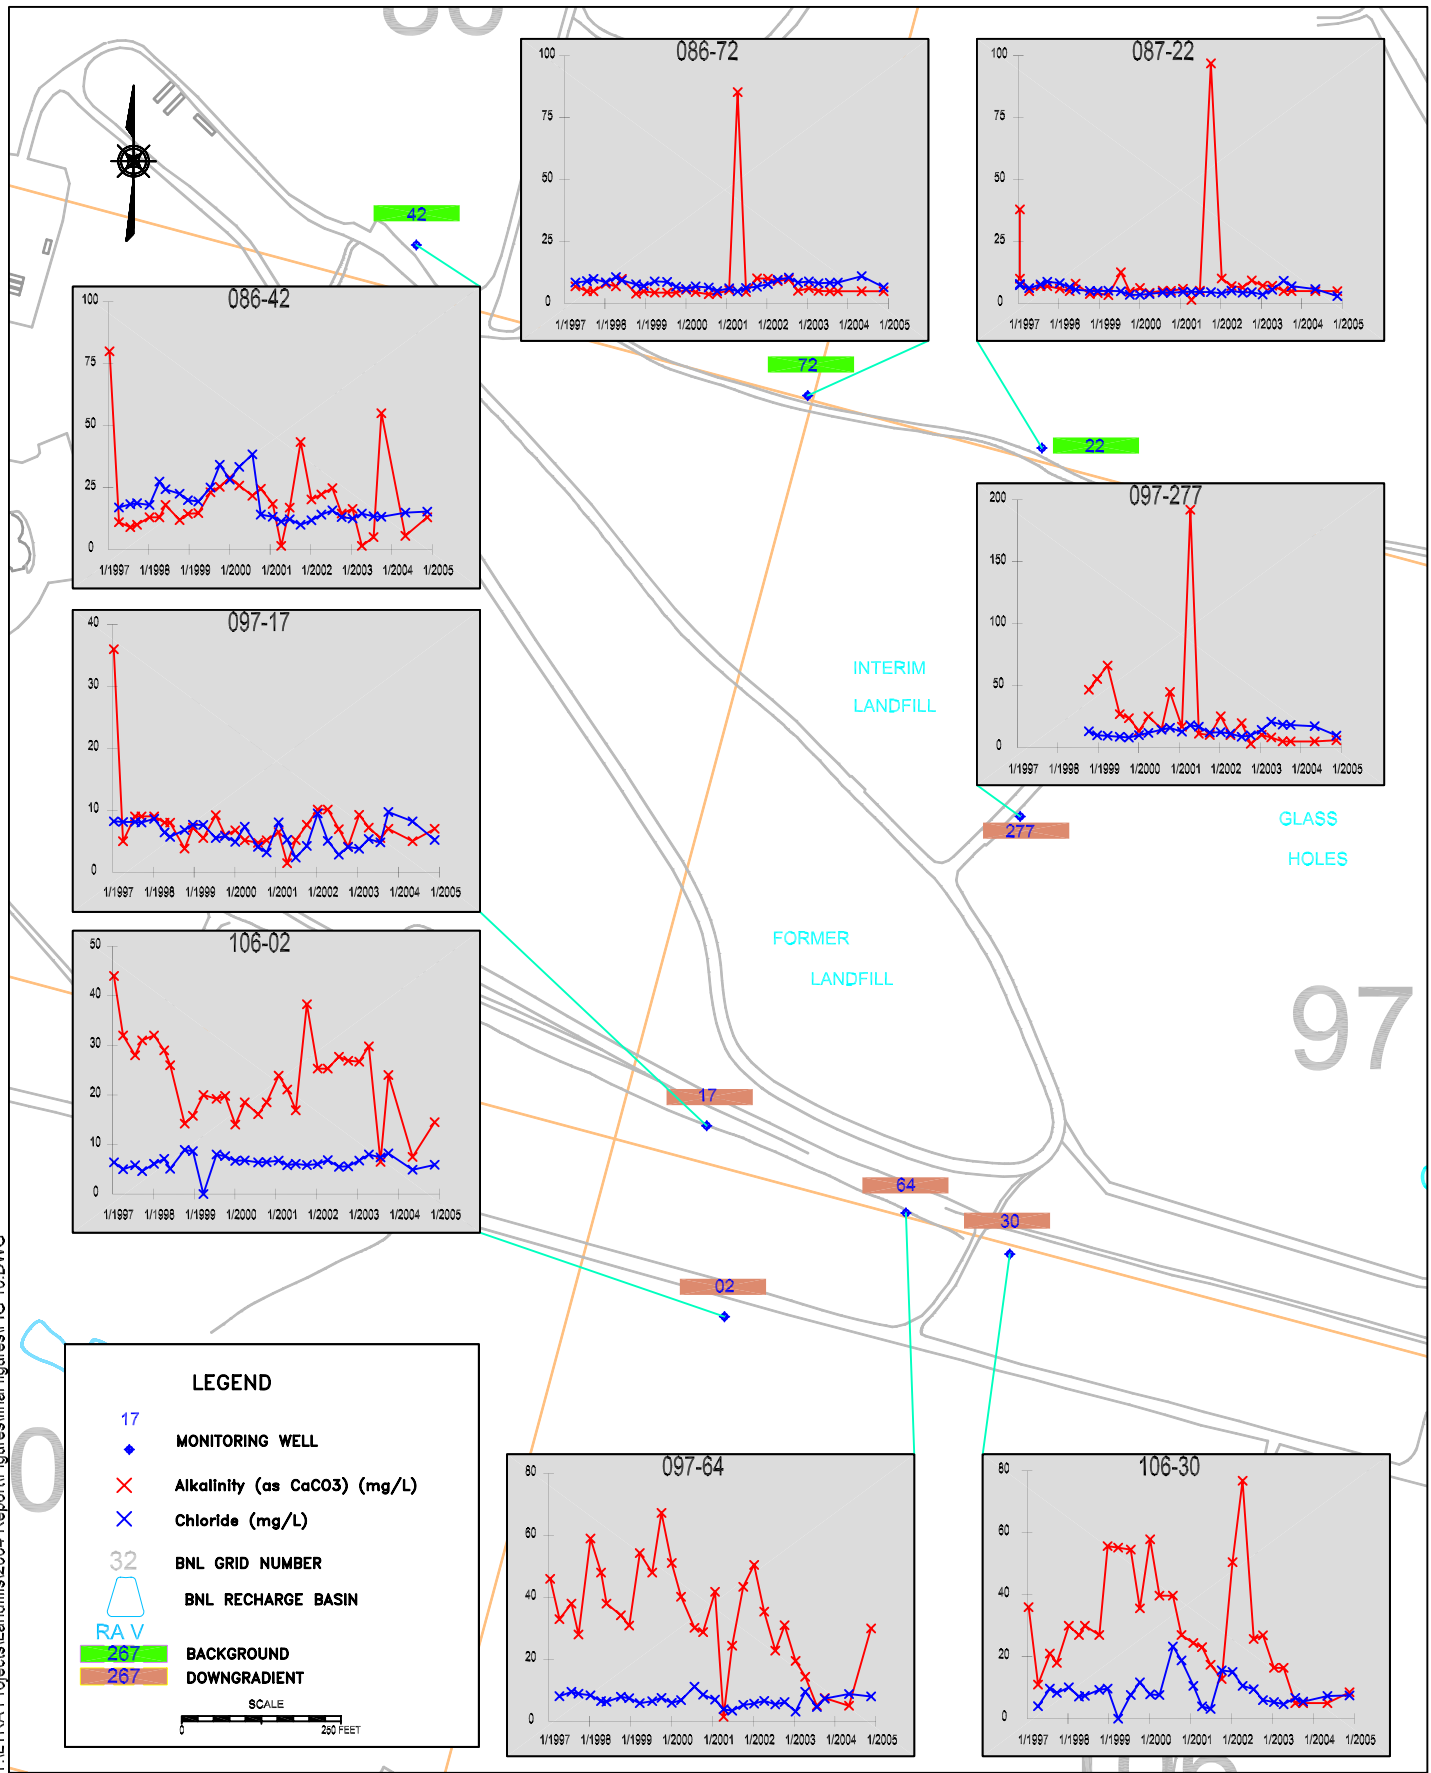 086-72
100
75
50
25
0
1/1997 1/1998 1/1999 1/2000 1/2001 1/2002 1/2003 1/2004 1/2005
087-22
100
75
50
25
0
1/1997 1/1998 1/1999 1/2000 1/2001 1/2002 1/2003 1/2004 1/2005
42
086-42
100
75
50
25
0
1/1997 1/1998 1/1999 1/2000 1/2001 1/2002 1/2003 1/2004 1/2005
72
22
097-277
200
150
100
50
0
1/1997 1/1998 1/1999 1/2000 1/2001 1/2002 1/2003 1/2004 1/2005
097-17
40
30
20
10
0
1/1997 1/1998 1/1999 1/2000 1/2001 1/2002 1/2003 1/2004 1/2005
INTERIM
LANDFILL
277
GLASS
HOLES
106-02
50
40
30
20
10
0
1/1997 1/1998 1/1999 1/2000 1/2001 1/2002 1/2003 1/2004 1/2005
FORMER
LANDFILL
97
17
64
30
02
LEGEND
17
MONITORING WELL
Alkalinity (as CaCO3) (mg/L)
Chloride (mg/L)
32 BNL GRID NUMBER
BNL RECHARGE BASIN
RA V
267 BACKGROUND
267 DOWNGRADIENT
SCALE
0 250 FEET
097-64
80
60
40
20
0
1/1997 1/1998 1/1999 1/2000 1/2001 1/2002 1/2003 1/2004 1/2005
106-30
80
60
40
20
0
1/1997 1/1998 1/1999 1/2000 1/2001 1/2002 1/2003 1/2004 1/2005